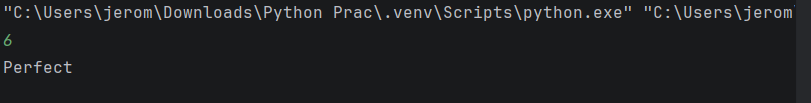 "C:\Users\jerom\Downloads\Python Prac\.venv\Scripts\python.exe" "C:\Users\jerom
6
Perfect